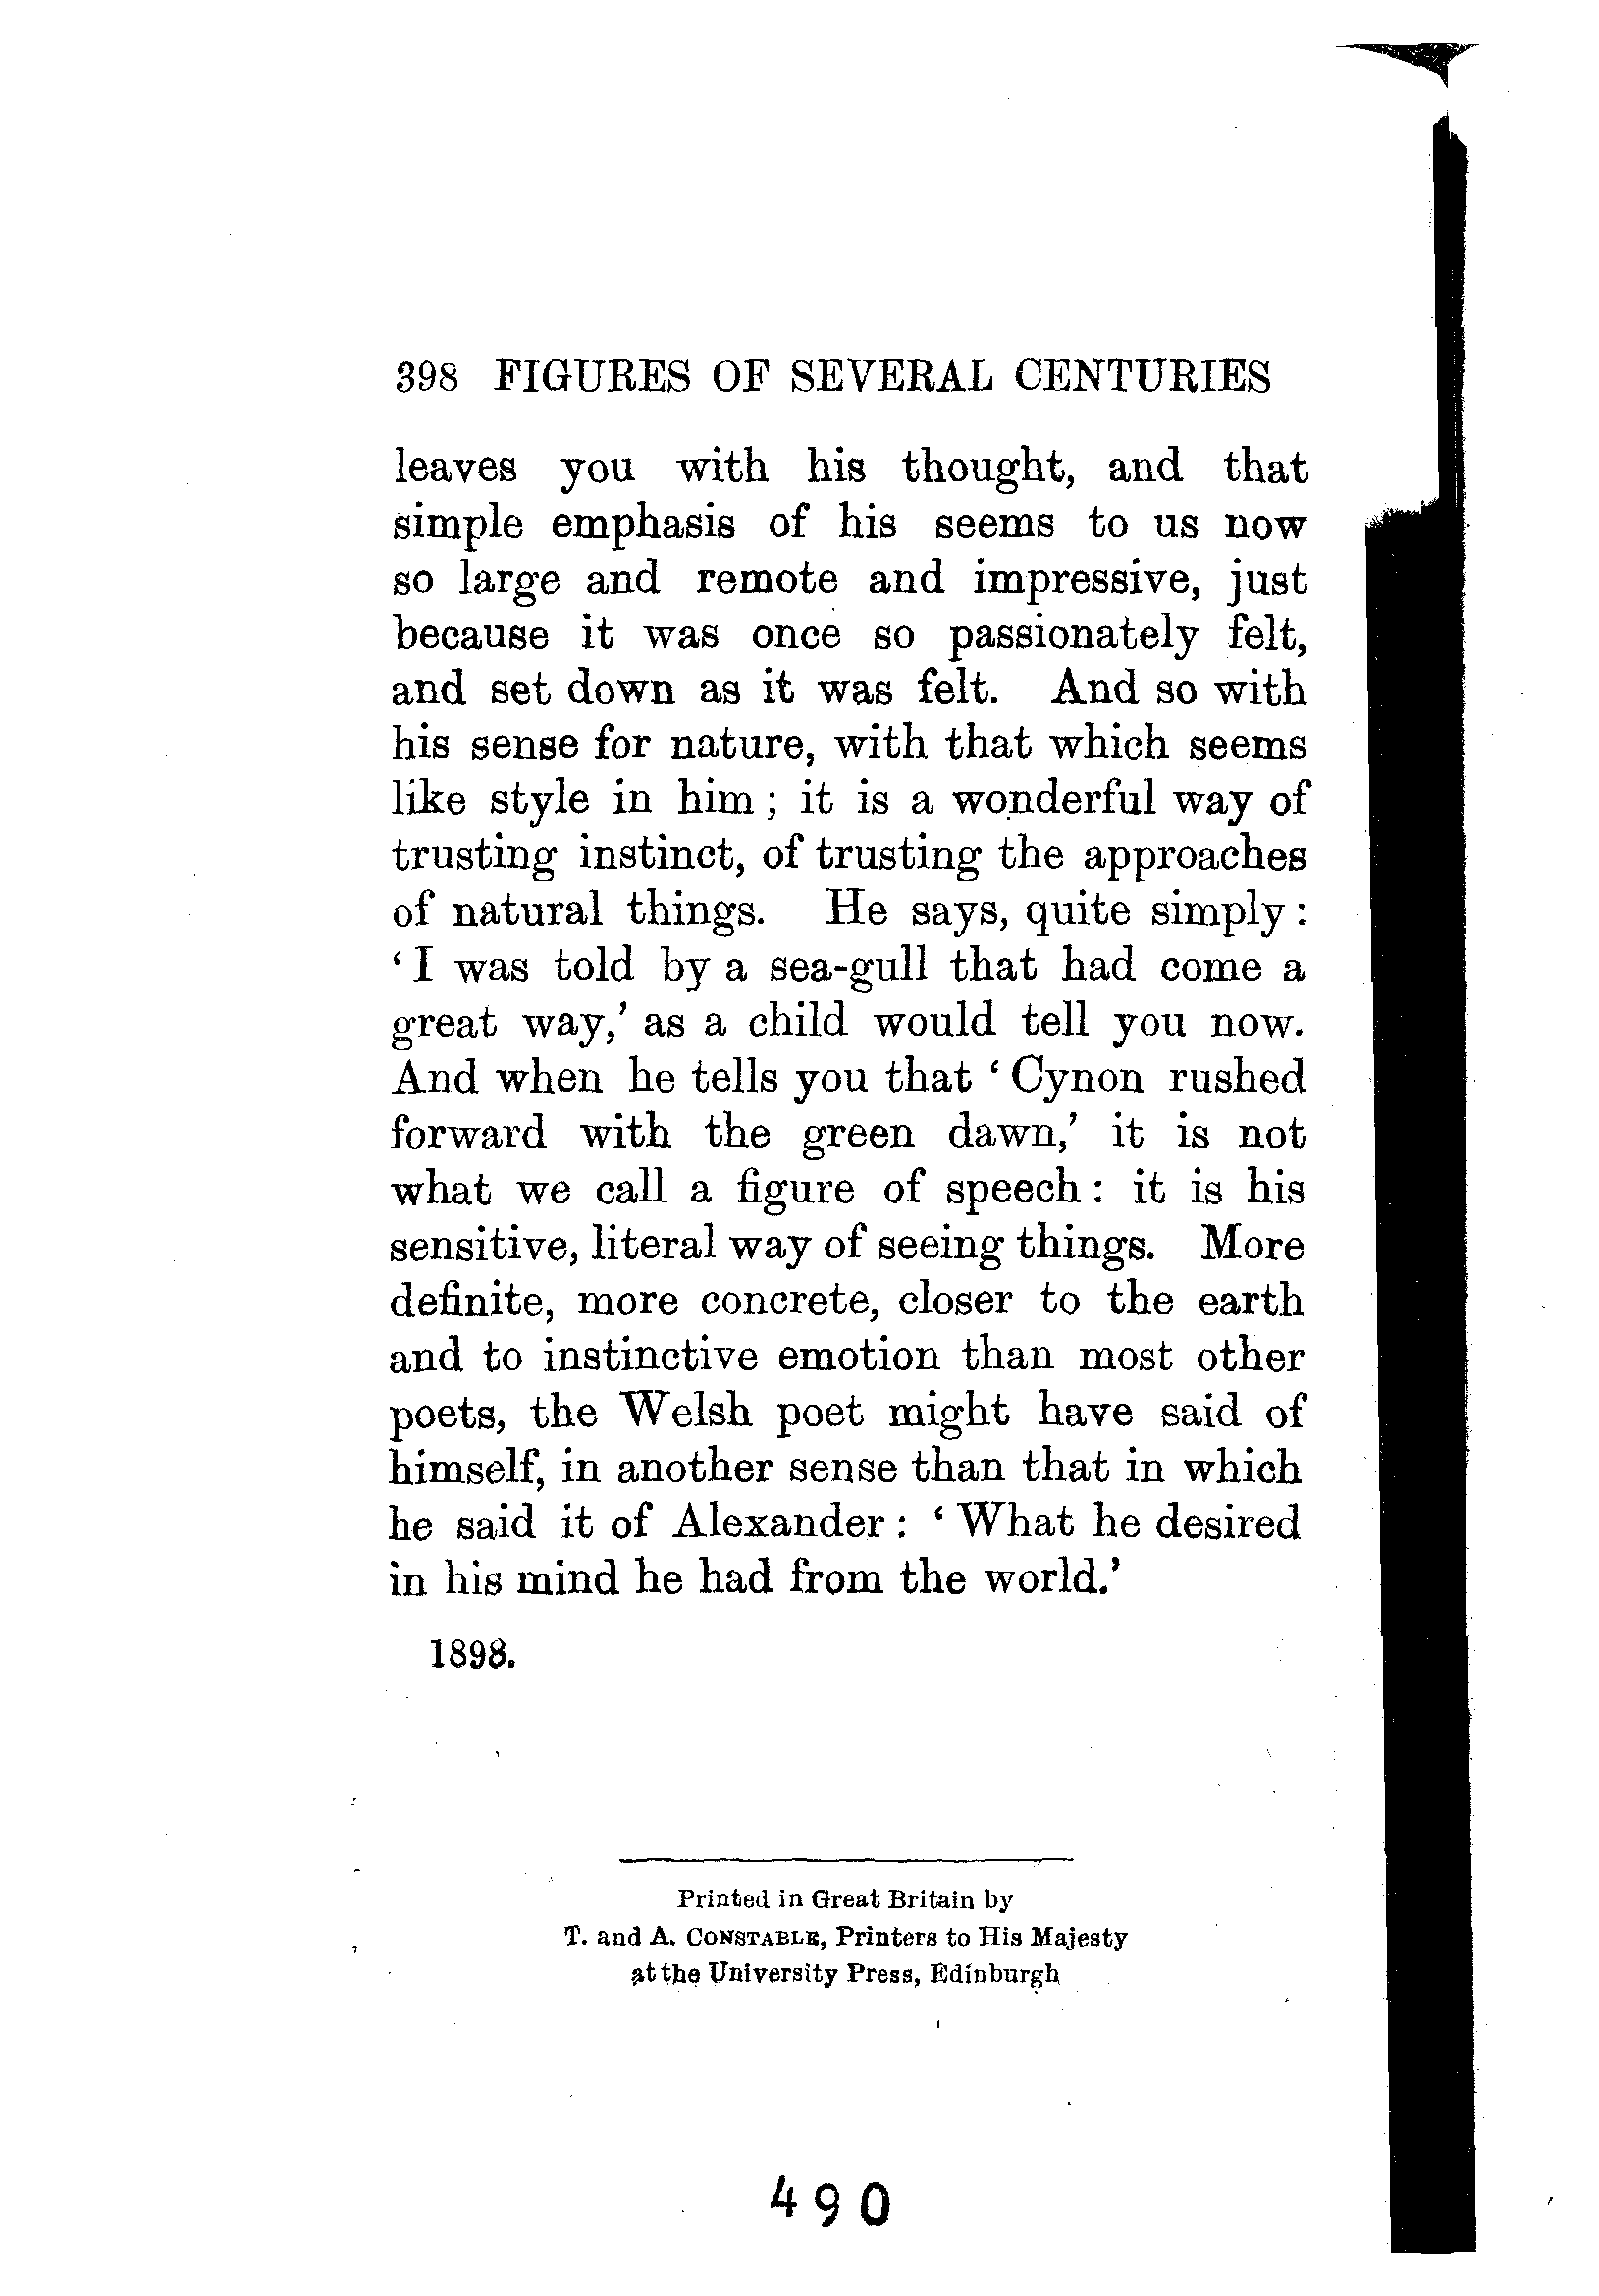 398 FIGURES OF SEVERAL CENTURIES
leaves you with his thought, and that
simple emphasis of his seems to us now
so large and remote and impressive, just
because it was once so passionately felt,
and set down as it was felt. And so with
his sense for nature, with that which seems
like style in him; it is a wonderful way of
trusting instinct, of trusting the approaches
of natural things. He says, quite simply:
‘I was told by a sea-gull that had come a
great way,’ as a child would tell you now.
And when he tells you that ‘Cynon rushed
forward with the green dawn,’ it is not
what we call a figure of speech: it is his
sensitive, literal way of seeing things. More
definite, more concrete, closer to the earth
and to instinctive emotion than most other
poets, the Welsh poet might have said of
himself, in another sense than that in which
he said it of Alexander: ‘What he desired
in his mind he had from the world.’
1898.
Printed in Great Britain by
T. and A. CONSTABLE, Printers to His Majesty
at the University Press, Edinburgh
490